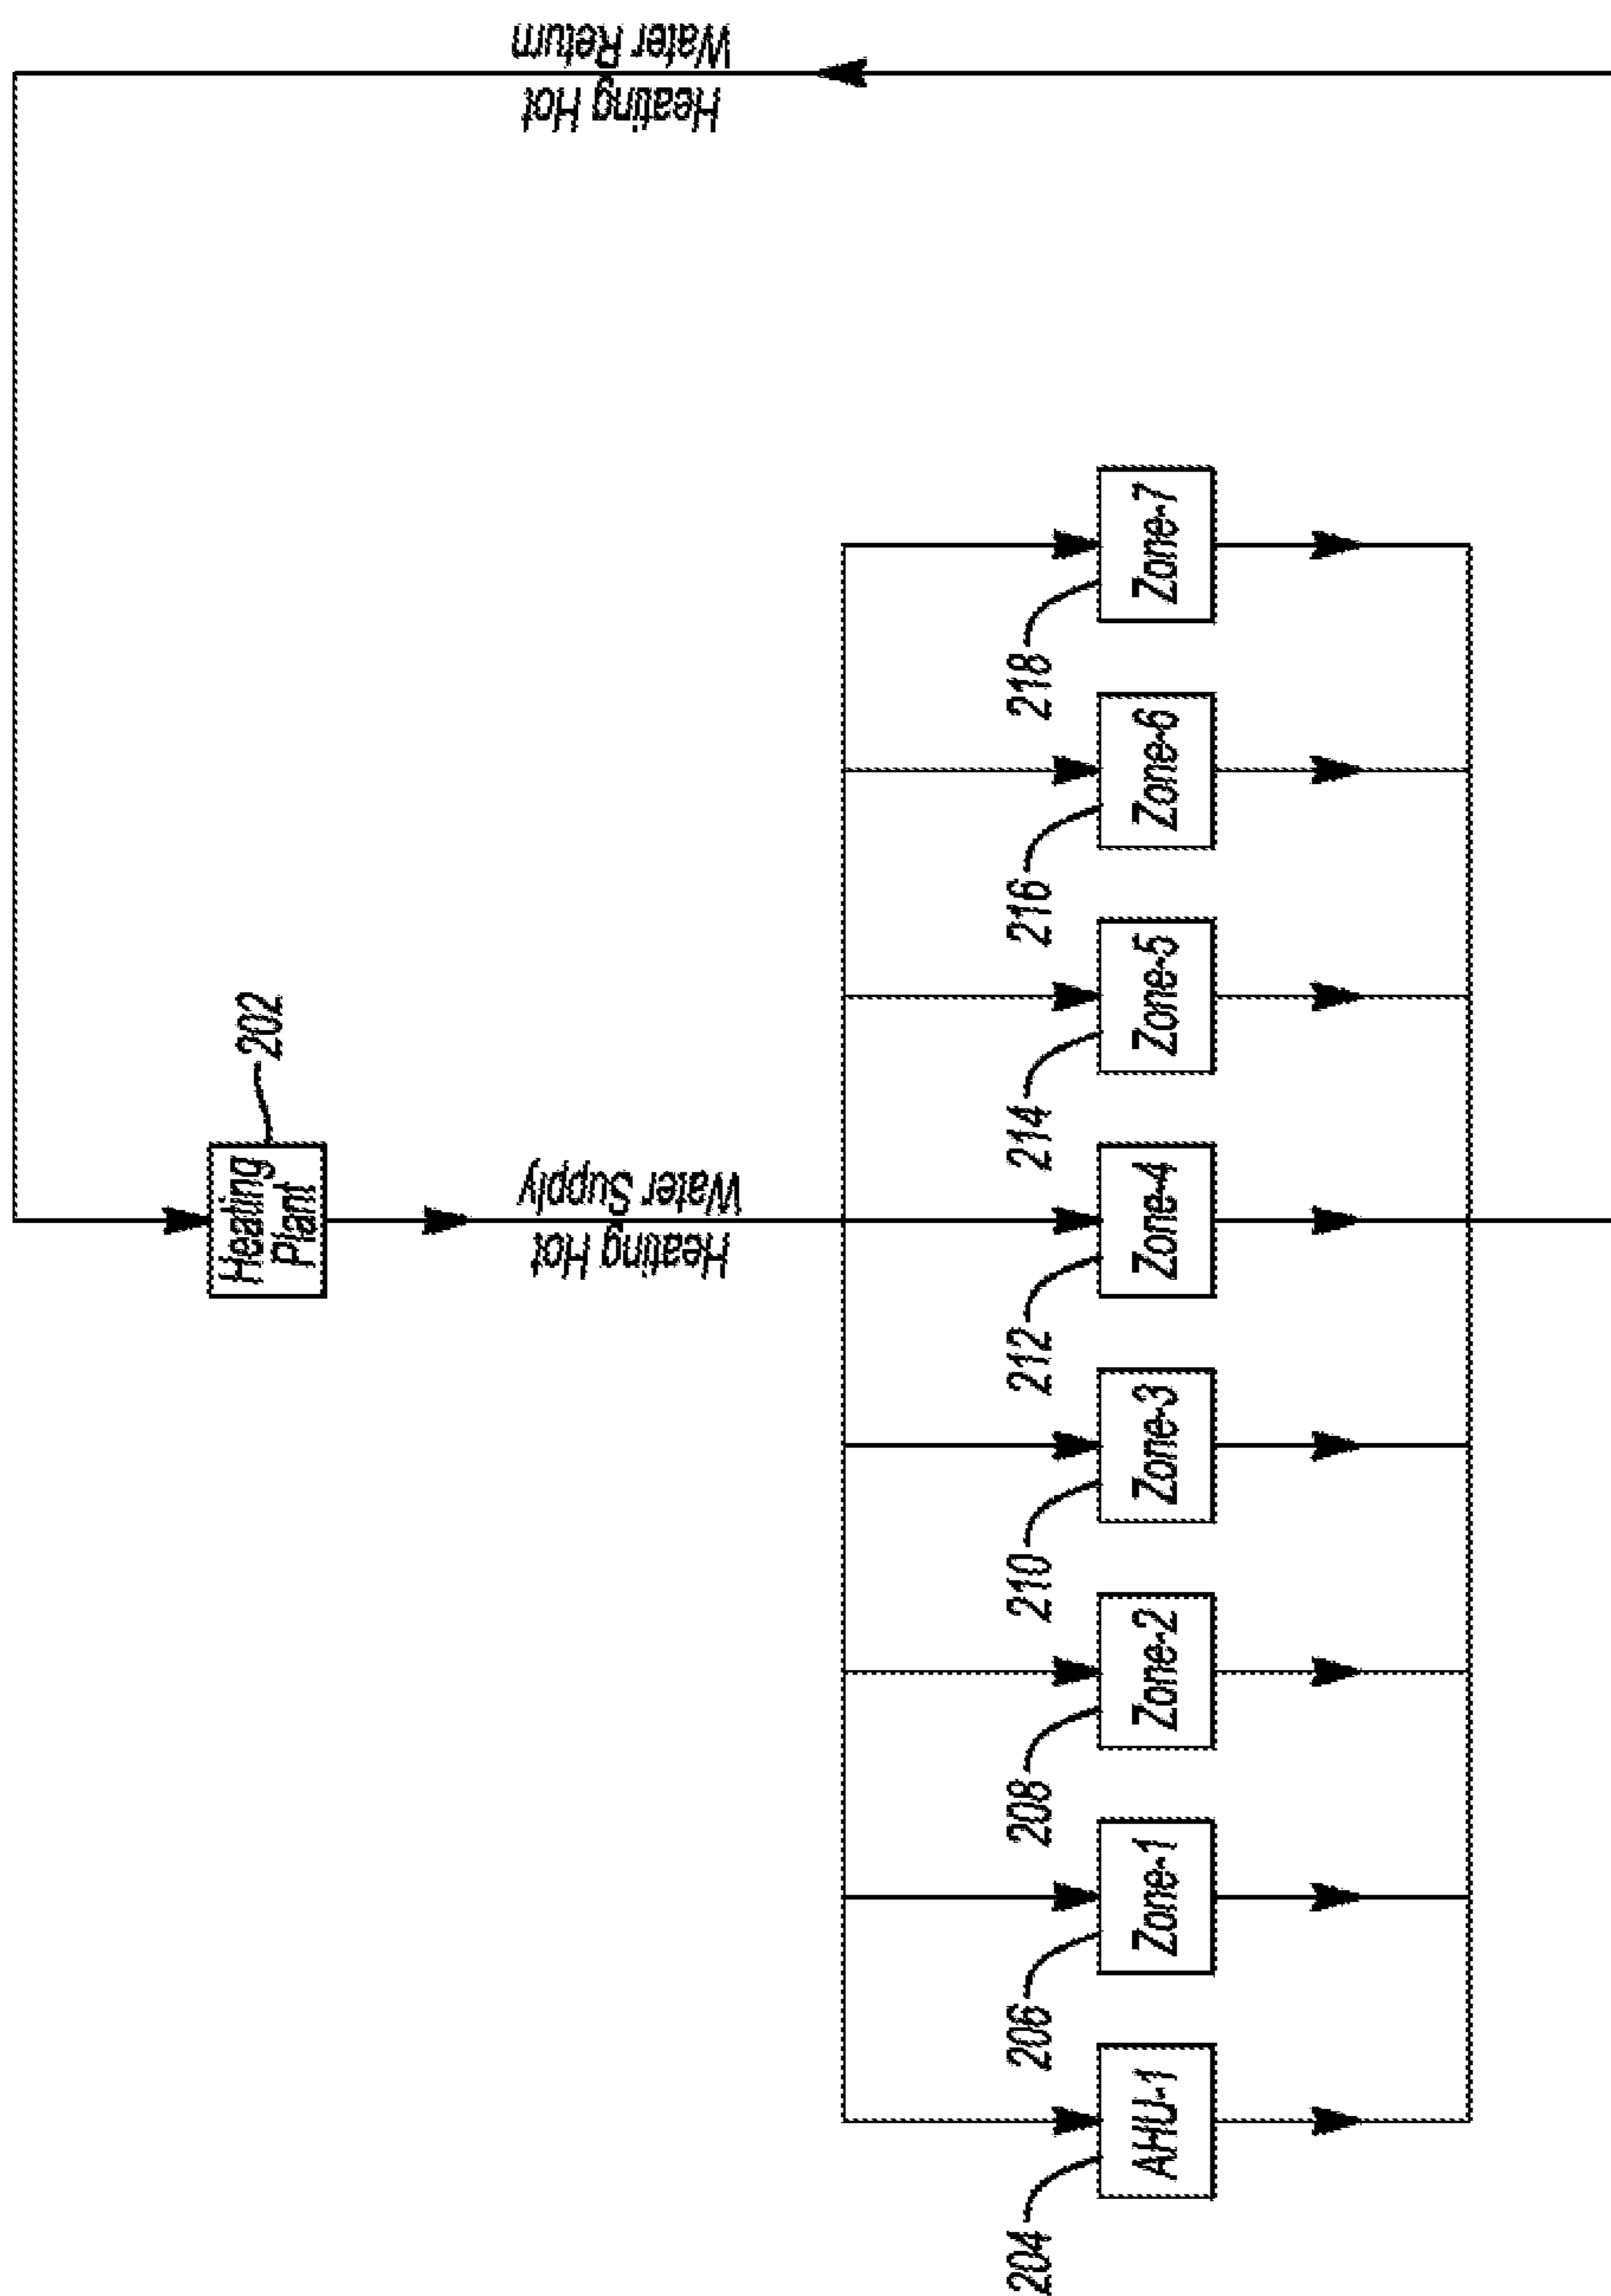 Water Return
Heating Hot
202
Heating
Plant
Water Supply
Heating Hot
218
Zone-7
216
Zone-6
214
Zone-5
212
Zone-4
210
Zone-3
208
Zone-2
206
Zone-1
204
AHU-1